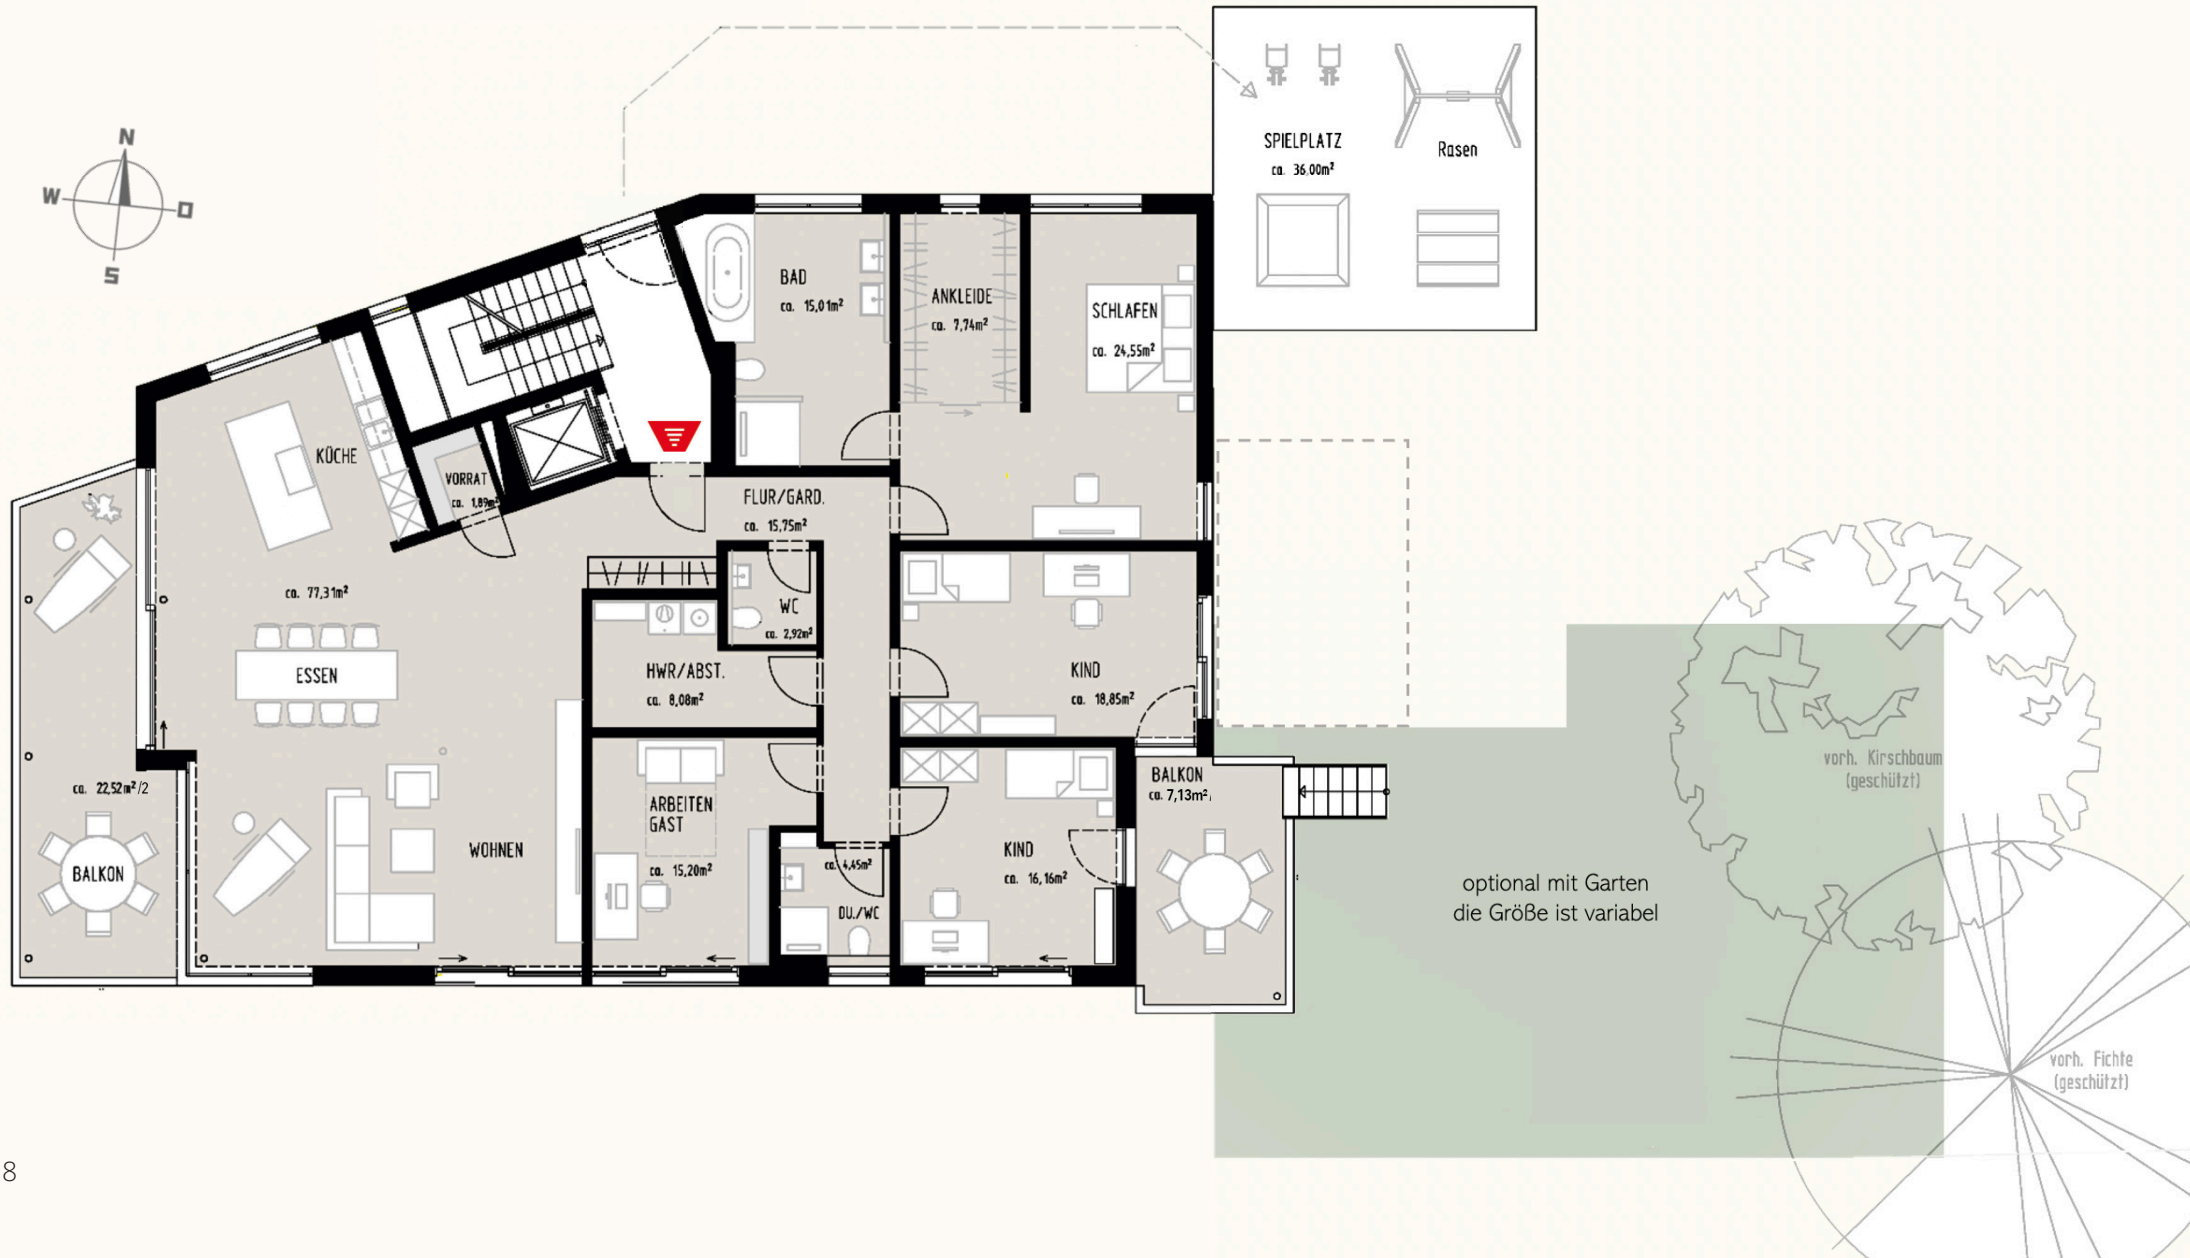 N
W
O
S
SPIELPLATZ
ca. 36,00m²
Rasen
BAD
ca. 15,01m²
ANKLEIDE
ca. 7,74m²
SCHLAFEN
ca. 24,55m²
KÜCHE
VORRAT
ca. 1,89m²
FLUR/GARD.
ca. 15,75m²
ca. 77,31m²
WC
ca. 2,92m²
ESSEN
HWR/ABST.
ca. 8,08m²
KIND
ca. 18,85m²
ca. 22,52m²/2
BALKON
WOHNEN
ARBEITEN
GAST
ca. 15,20m²
ca. 4,45m²
DU./WC
KIND
ca. 16,16m²
BALKON
ca. 7,13m²
optional mit Garten
die Größe ist variabel
vorh. Kirschbaum
(geschützt)
vorh. Fichte
(geschützt)
8